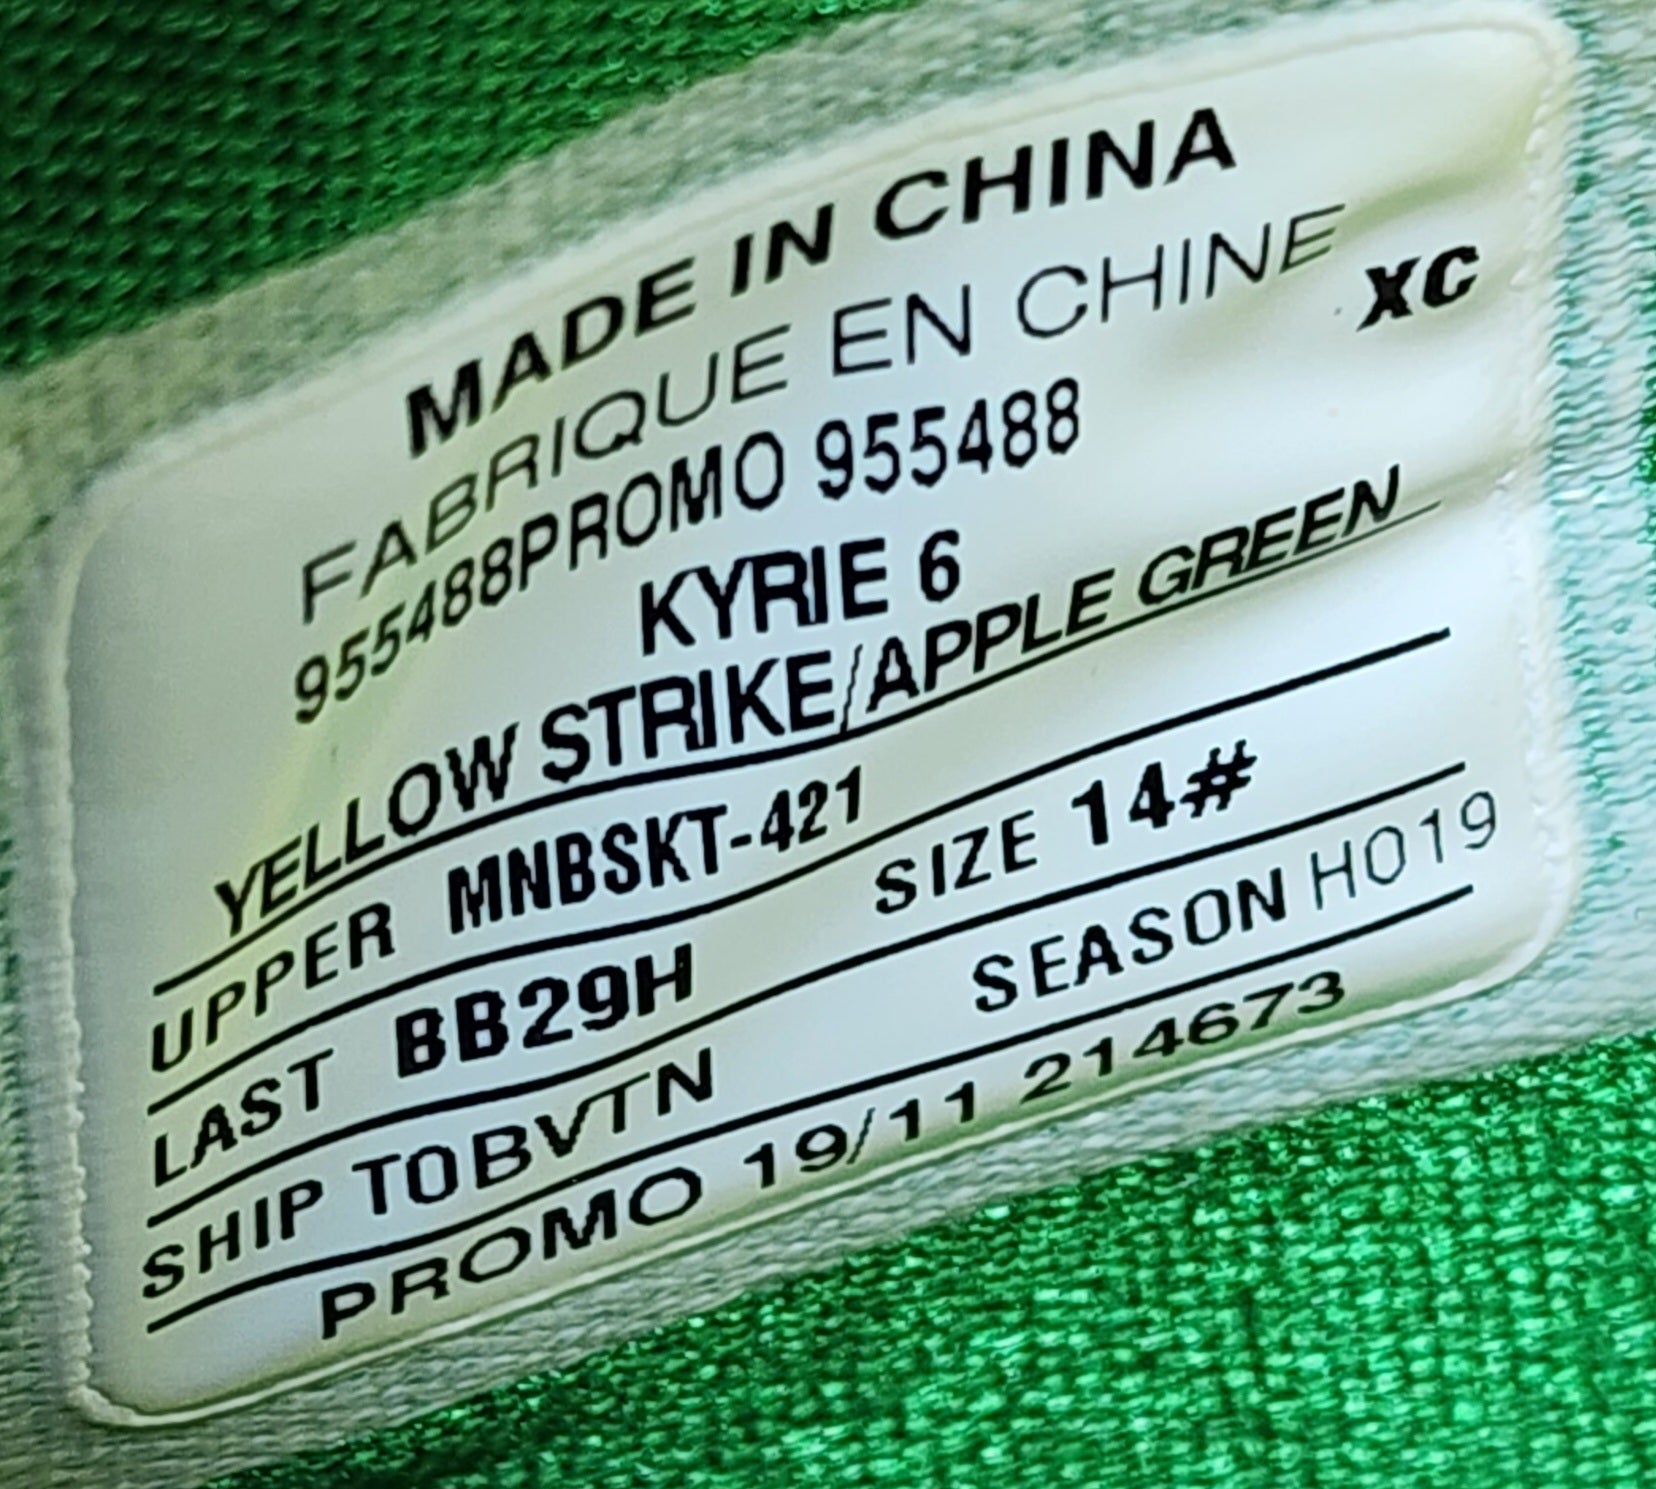 MADE IN CHINA
FABRIQUE EN CHINE
XC
955488PROMO 955488
KYRIE 6
YELLOW STRIKE/APPLE GREEN
UPPER MNBSKT-421
LAST BB29H SIZE 14#
SHIP TOBVTN SEASON HO19
PROMO 19/11 214673